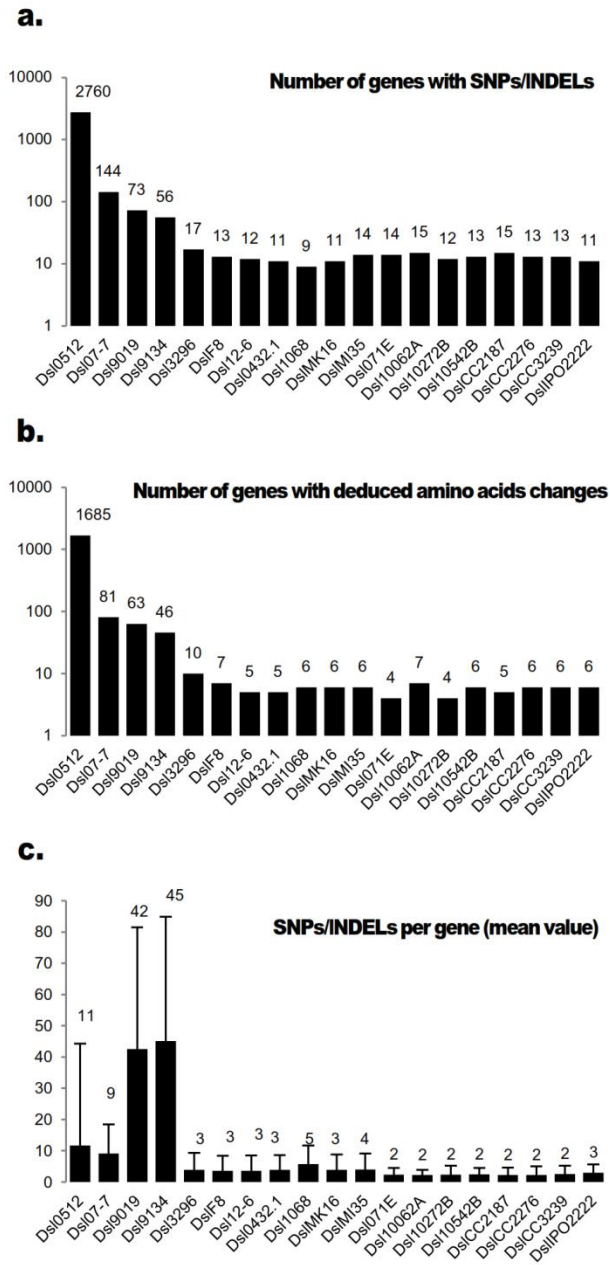 a.
Number of genes with SNPs/INDELs
10000
1000
100
10
1
2760
144
73
56
17
13
12
11
9
11
14
14
15
12
13
15
13
13
11
Dsl0512
Dsl07-7
Dsl9019
Dsl9134
Dsl3296
DslF8
Dsl12-6
Dsl0432.1
Dsl1068
DslMK16
DslMI35
Dsl071E
Dsl10062A
Dsl10272B
Dsl10542B
DslCC2187
DslCC2276
DslCC3239
DslIPO2222
b.
Number of genes with deduced amino acids changes
10000
1000
100
10
1
1685
81
63
46
10
7
5
5
6
6
6
4
7
4
6
5
6
6
6
Dsl0512
Dsl07-7
Dsl9019
Dsl9134
Dsl3296
DslF8
Dsl12-6
Dsl0432.1
Dsl1068
DslMK16
DslMI35
Dsl071E
Dsl10062A
Dsl10272B
Dsl10542B
DslCC2187
DslCC2276
DslCC3239
DslIPO2222
c.
SNPs/INDELs per gene (mean value)
90
80
70
60
50
40
30
20
10
0
11
9
42
45
3
3
3
3
5
3
4
2
2
2
2
2
2
2
3
Dsl0512
Dsl07-7
Dsl9019
Dsl9134
Dsl3296
DslF8
Dsl12-6
Dsl0432.1
Dsl1068
DslMK16
DslMI35
Dsl071E
Dsl10062A
Dsl10272B
Dsl10542B
DslCC2187
DslCC2276
DslCC3239
DslIPO2222